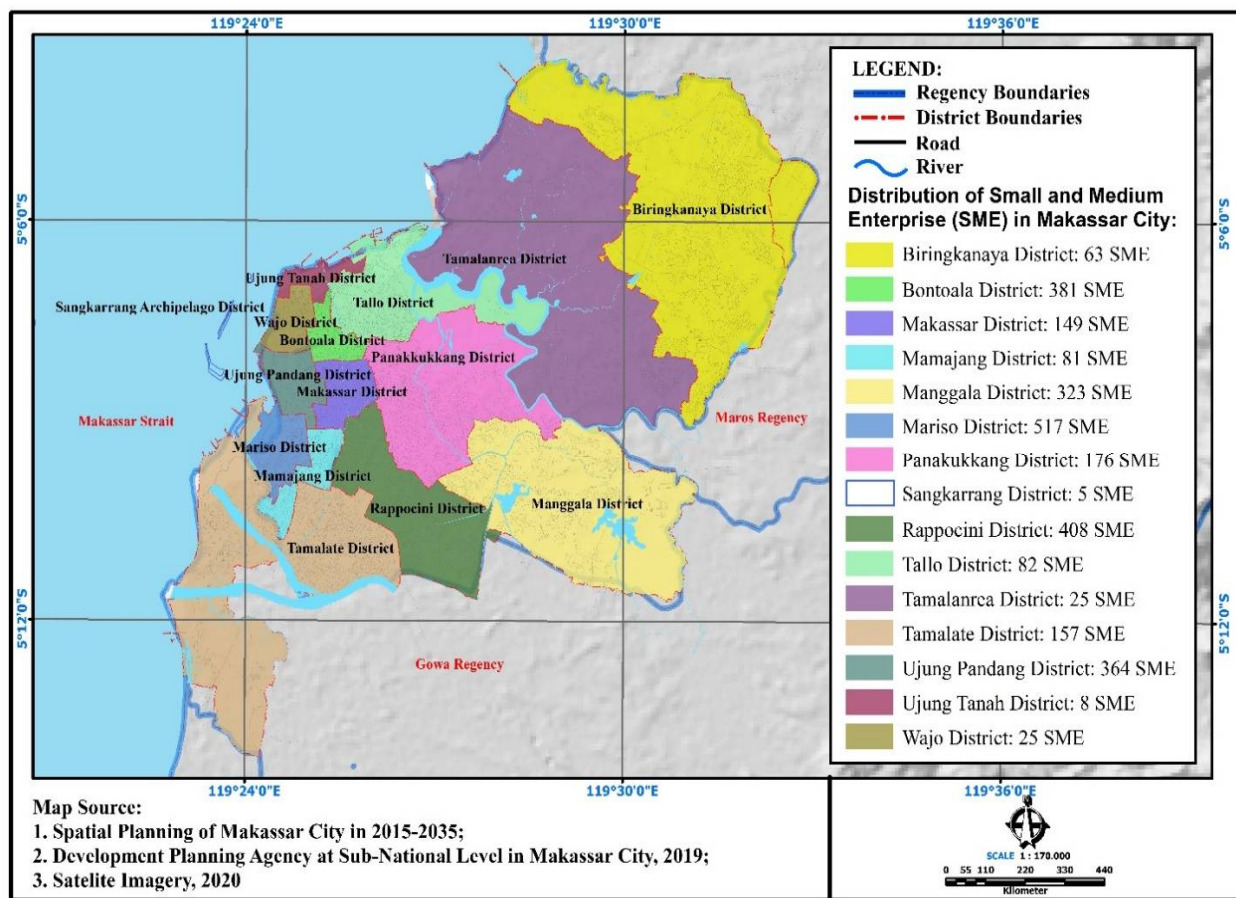 119°24'0"E
119°30'0"E
119°36'0"E
5°6'0"S
5°6'0"S
Biringkanaya District
Tamalanrea District
Ujung Tanah District
Sangkarrang Archipelago District
Tallo District
Wajo District
Bontoala District
Panakkukkang District
Ujung Pandang District
Makassar District
Makassar Strait
Maros Regency
Mariso District
Mamajang District
Rappocini District
Manggala District
Tamalate District
Gowa Regency
5°12'0"S
5°12'0"S
119°24'0"E
119°30'0"E
119°36'0"E
LEGEND:
Regency Boundaries
District Boundaries
Road
River
Distribution of Small and Medium
Enterprise (SME) in Makassar City:
Biringkanaya District: 63 SME
Bontoala District: 381 SME
Makassar District: 149 SME
Mamajang District: 81 SME
Manggala District: 323 SME
Mariso District: 517 SME
Panakukkang District: 176 SME
Sangkarrang District: 5 SME
Rappocini District: 408 SME
Tallo District: 82 SME
Tamalanrea District: 25 SME
Tamalate District: 157 SME
Ujung Pandang District: 364 SME
Ujung Tanah District: 8 SME
Wajo District: 25 SME
Map Source:
1. Spatial Planning of Makassar City in 2015-2035;
2. Development Planning Agency at Sub-National Level in Makassar City, 2019;
3. Satelite Imagery, 2020
SCALE 1 : 170.000
0 55 110 220 330 440
Kilometer